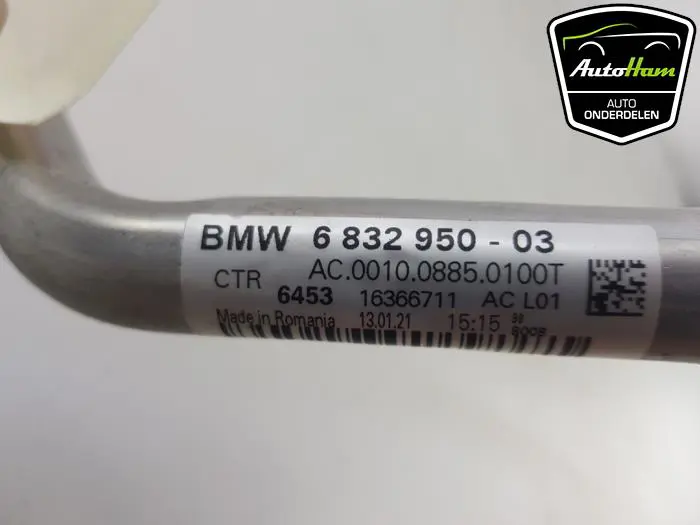 AutoHam
AUTO
ONDERDELEN
BMW 6 832 950 - 03
CTR AC.0010.0885.0100T
6453 16366711 AC L01
Made in Romania 13.01.21 15:15